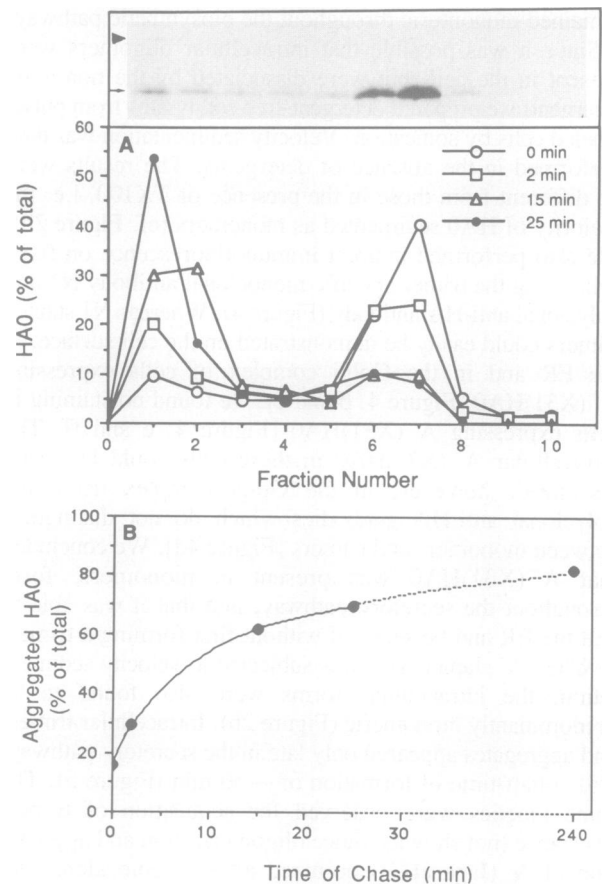 60
A
0 min
50
2 min
40
15 min
25 min
30
20
10
0
0
2
4
6
8
10
HA0 (% of total)
Fraction Number
100
B
80
60
40
20
0
0
10
20
30
240
Aggregated HA0
(% of total)
Time of Chase (min)